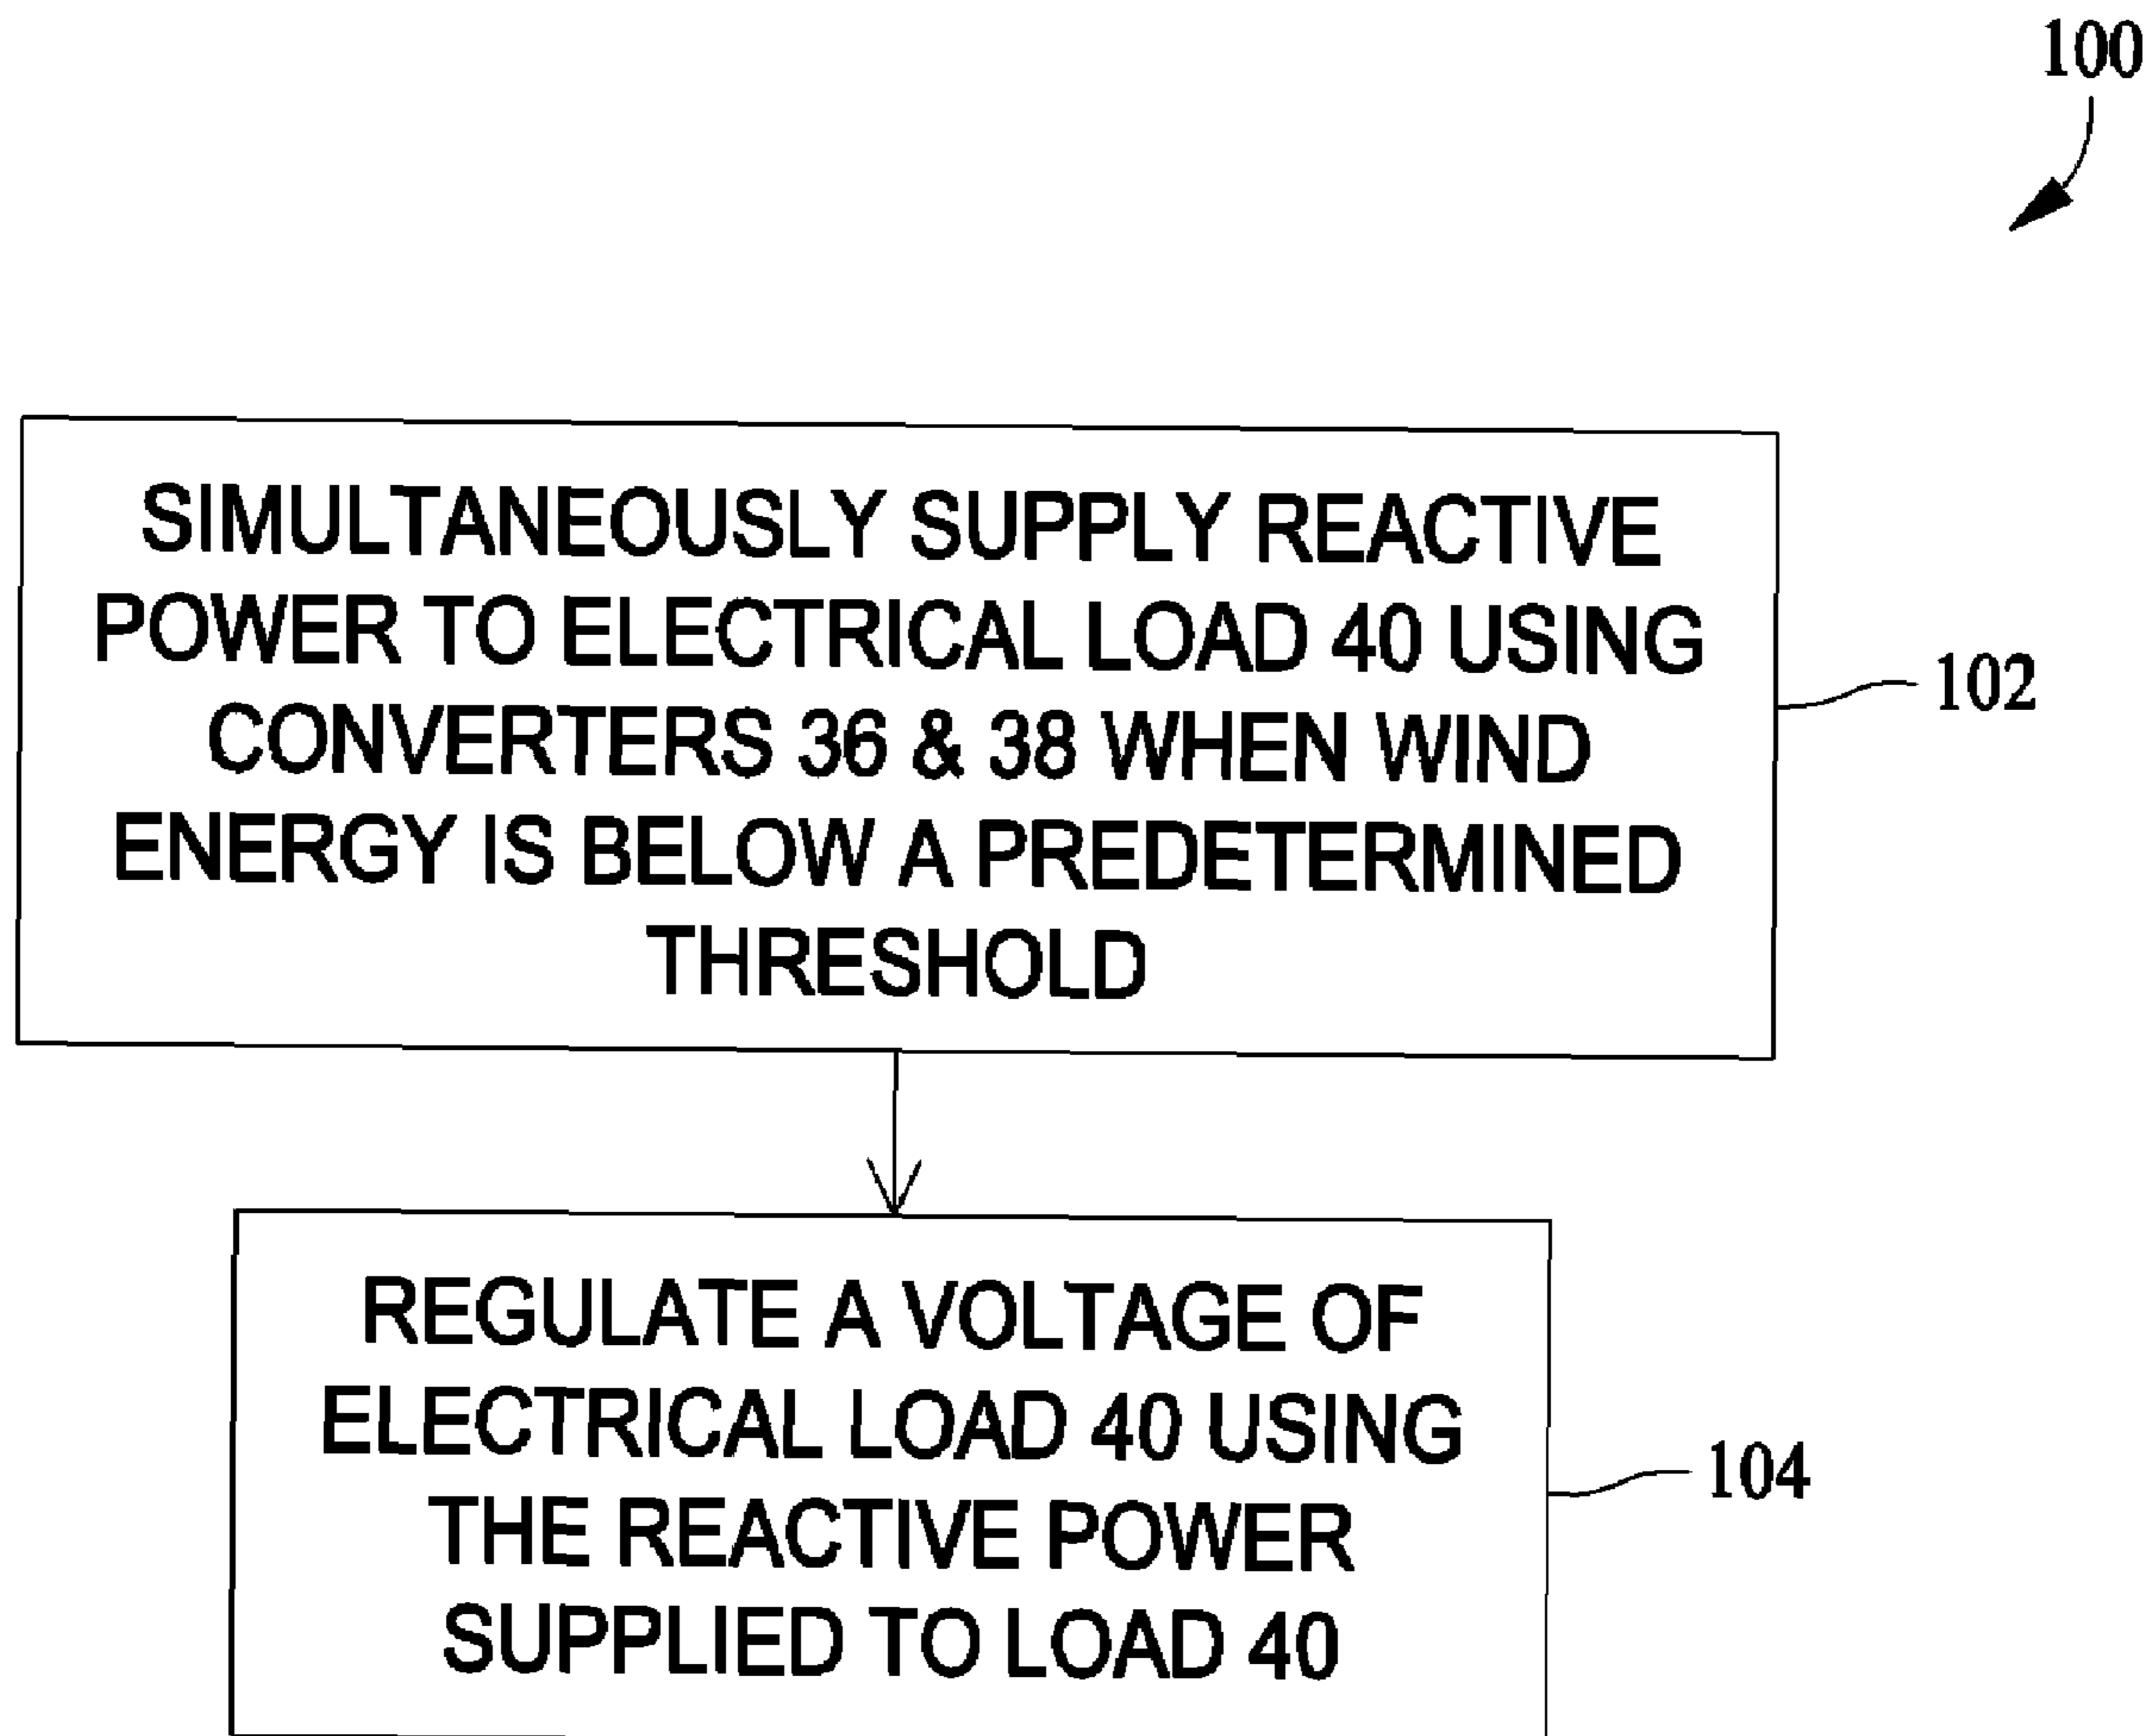 100
SIMULTANEOUSLY SUPPLY REACTIVE
POWER TO ELECTRICAL LOAD 40 USING
CONVERTERS 36 & 38 WHEN WIND
ENERGY IS BELOW A PREDETERMINED
THRESHOLD
102
REGULATE A VOLTAGE OF
ELECTRICAL LOAD 40 USING
THE REACTIVE POWER
SUPPLIED TO LOAD 40
104